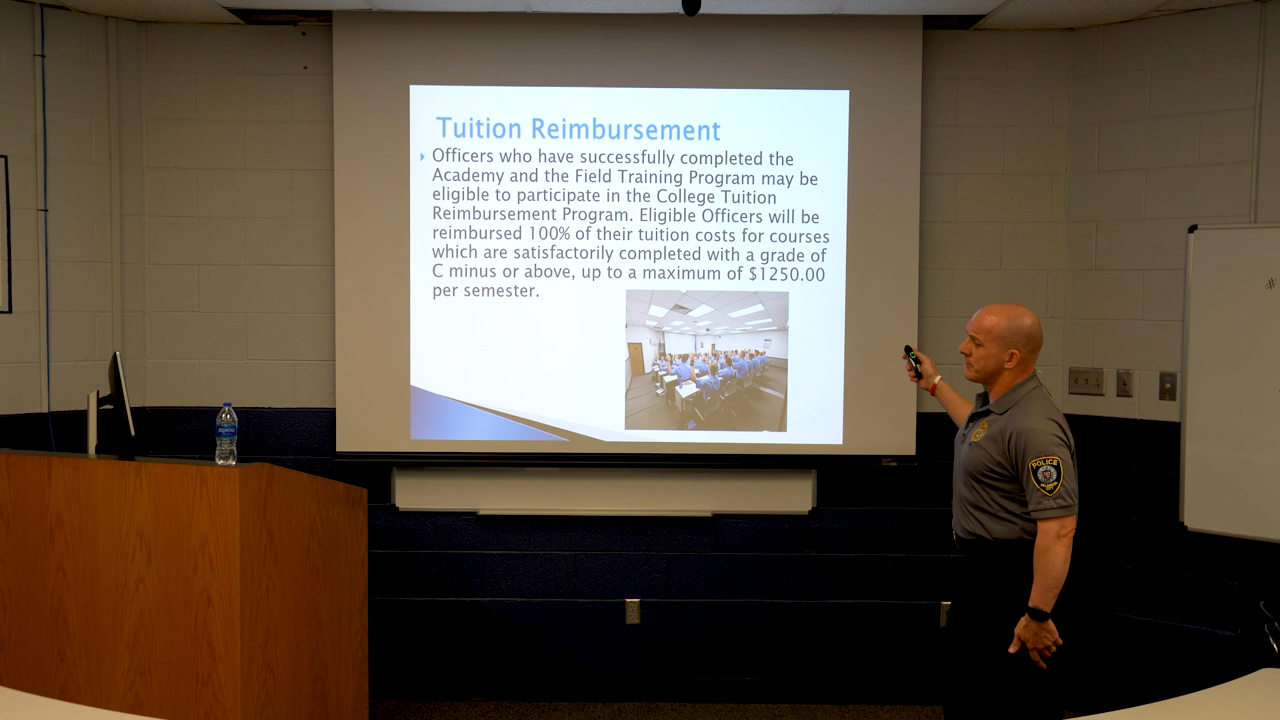 Tuition Reimbursement
Officers who have successfully completed the
Academy and the Field Training Program may be
eligible to participate in the College Tuition
Reimbursement Program. Eligible Officers will be
reimbursed 100% of their tuition costs for courses
which are satisfactorily completed with a grade of
C minus or above, up to a maximum of $1250.00
per semester.
POLICE